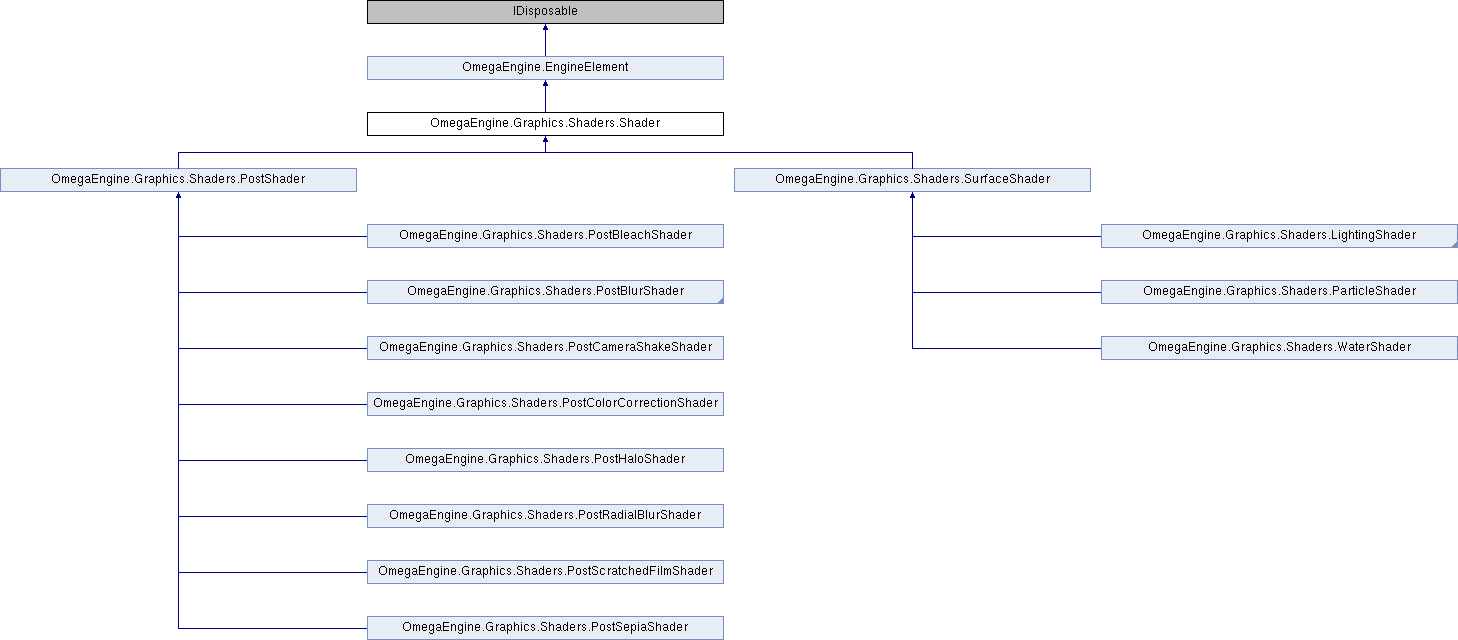 IDisposable
OmegaEngine.EngineElement
OmegaEngine.Graphics.Shaders.Shader
OmegaEngine.Graphics.Shaders.PostShader
OmegaEngine.Graphics.Shaders.SurfaceShader
OmegaEngine.Graphics.Shaders.PostBleachShader
OmegaEngine.Graphics.Shaders.LightingShader
OmegaEngine.Graphics.Shaders.PostBlurShader
OmegaEngine.Graphics.Shaders.ParticleShader
OmegaEngine.Graphics.Shaders.PostCameraShakeShader
OmegaEngine.Graphics.Shaders.WaterShader
OmegaEngine.Graphics.Shaders.PostColorCorrectionShader
OmegaEngine.Graphics.Shaders.PostHaloShader
OmegaEngine.Graphics.Shaders.PostRadialBlurShader
OmegaEngine.Graphics.Shaders.PostScratchedFilmShader
OmegaEngine.Graphics.Shaders.PostSepiaShader